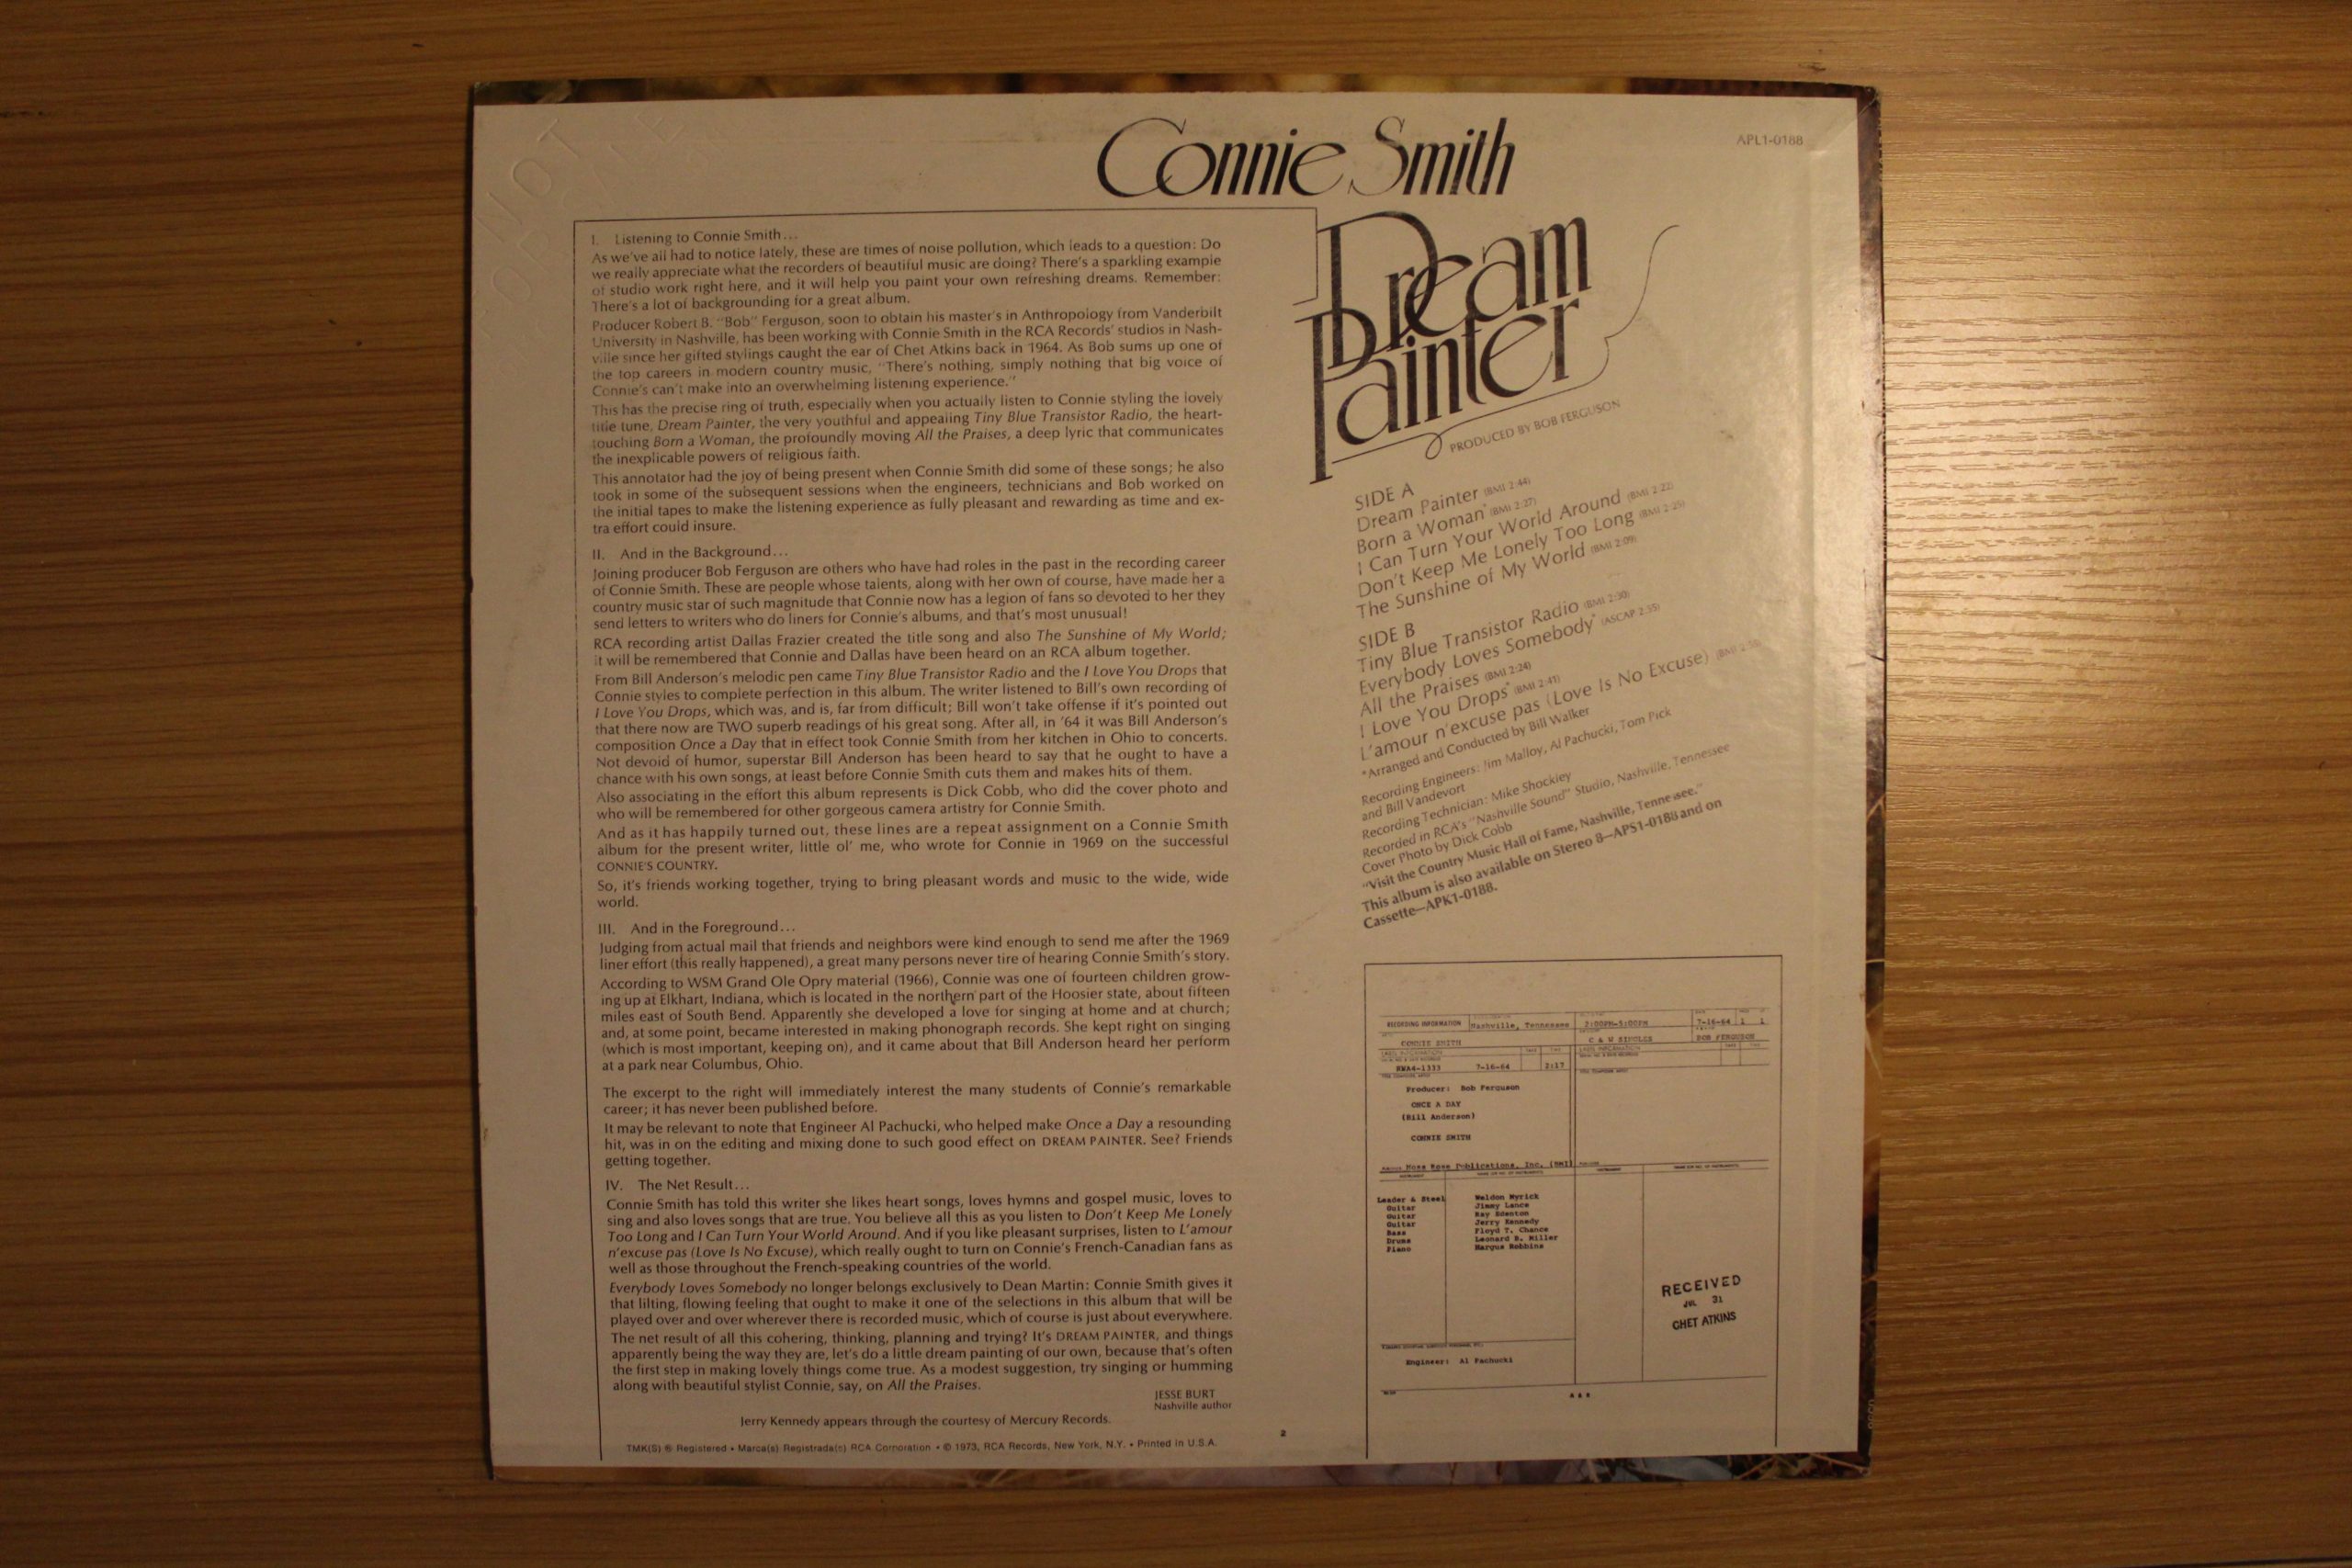 NOT
FOR SALE
Connie Smith
APL1-0188
Dream
Painter
PRODUCED BY BOB FERGUSON
I. Listening to Connie Smith...
As we've all had to notice lately, these are times of noise pollution, which leads to a question: Do
we really appreciate what the recorders of beautiful music are doing? There's a sparkling example
of studio work right here, and it will help you paint your own refreshing dreams. Remember:
There's a lot of backgrounding for a great album.
Producer Robert B. "Bob" Ferguson, soon to obtain his master's in Anthropology from Vanderbilt
University in Nashville, has been working with Connie Smith in the RCA Records' studios in Nash-
ville since her gifted stylings caught the ear of Chet Atkins back in 1964. As Bob sums up one of
the top careers in modern country music, "There's nothing, simply nothing that big voice of
Connie's can't make into an overwhelming listening experience."
This has the precise ring of truth, especially when you actually listen to Connie styling the lovely
title tune, Dream Painter, the very youthful and appealing Tiny Blue Transistor Radio, the heart-
touching Born a Woman, the profoundly moving All the Praises, a deep lyric that communicates
the inexplicable powers of religious faith.
This annotator had the joy of being present when Connie Smith did some of these songs; he also
took in some of the subsequent sessions when the engineers, technicians and Bob worked on
the initial tapes to make the listening experience as fully pleasant and rewarding as time and ex-
tra effort could insure.
II. And in the Background...
Joining producer Bob Ferguson are others who have had roles in the past in the recording career
of Connie Smith. These are people whose talents, along with her own of course, have made her a
country music star of such magnitude that Connie now has a legion of fans so devoted to her they
send letters to writers who do liners for Connie's albums, and that's most unusual!
RCA recording artist Dallas Frazier created the title song and also The Sunshine of My World;
it will be remembered that Connie and Dallas have been heard on an RCA album together.
From Bill Anderson's melodic pen came Tiny Blue Transistor Radio and the I Love You Drops that
Connie styles to complete perfection in this album. The writer listened to Bill's own recording of
I Love You Drops, which was, and is, far from difficult; Bill won't take offense if it's pointed out
that there now are TWO superb readings of his great song. After all, in '64 it was Bill Anderson's
composition Once a Day that in effect took Connie Smith from her kitchen in Ohio to concerts.
Not devoid of humor, superstar Bill Anderson has been heard to say that he ought to have a
chance with his own songs, at least before Connie Smith cuts them and makes hits of them.
Also associating in the effort this album represents is Dick Cobb, who did the cover photo and
who will be remembered for other gorgeous camera artistry for Connie Smith.
And as it has happily turned out, these lines are a repeat assignment on a Connie Smith
album for the present writer, little ol' me, who wrote for Connie in 1969 on the successful
CONNIE'S COUNTRY.
So, it's friends working together, trying to bring pleasant words and music to the wide, wide
world.
III. And in the Foreground...
Judging from actual mail that friends and neighbors were kind enough to send me after the 1969
liner effort (this really happened), a great many persons never tire of hearing Connie Smith's story.
According to WSM Grand Ole Opry material (1966), Connie was one of fourteen children grow-
ing up at Elkhart, Indiana, which is located in the northern part of the Hoosier state, about fifteen
miles east of South Bend. Apparently she developed a love for singing at home and at church;
and, at some point, became interested in making phonograph records. She kept right on singing
(which is most important, keeping on), and it came about that Bill Anderson heard her perform
at a park near Columbus, Ohio.
The excerpt to the right will immediately interest the many students of Connie's remarkable
career; it has never been published before.
It may be relevant to note that Engineer Al Pachucki, who helped make Once a Day a resounding
hit, was in on the editing and mixing done to such good effect on DREAM PAINTER. See? Friends
getting together.
IV. The Net Result...
Connie Smith has told this writer she likes heart songs, loves hymns and gospel music, loves to
sing and also loves songs that are true. You believe all this as you listen to Don't Keep Me Lonely
Too Long and I Can Turn Your World Around. And if you like pleasant surprises, listen to L'amour
n'excuse pas (Love Is No Excuse), which really ought to turn on Connie's French-Canadian fans as
well as those throughout the French-speaking countries of the world.
Everybody Loves Somebody no longer belongs exclusively to Dean Martin: Connie Smith gives it
that lilting, flowing feeling that ought to make it one of the selections in this album that will be
played over and over wherever there is recorded music, which of course is just about everywhere.
The net result of all this cohering, thinking, planning and trying? It's DREAM PAINTER, and things
apparently being the way they are, let's do a little dream painting of our own, because that's often
the first step in making lovely things come true. As a modest suggestion, try singing or humming
along with beautiful stylist Connie, say, on All the Praises.
JESSE BURT
Nashville author
Jerry Kennedy appears through the courtesy of Mercury Records.
TMK(S) ® Registered • Marca(s) Registrada(s) RCA Corporation • © 1973, RCA Records, New York, N.Y. • Printed in U.S.A.
2
SIDE A
Dream Painter (BMI 2:44)
Born a Woman* (BMI 2:27)
I Can Turn Your World Around (BMI 2:22)
Don't Keep Me Lonely Too Long (BMI 2:25)
The Sunshine of My World (BMI 2:09)
SIDE B
Tiny Blue Transistor Radio (BMI 2:30)
Everybody Loves Somebody* (ASCAP 2:55)
All the Praises (BMI 2:24)
I Love You Drops* (BMI 2:41)
L'amour n'excuse pas (Love Is No Excuse) (BMI
*Arranged and Conducted by Bill Walker
Recording Engineers: Jim Malloy, Al Pachucki, Tom Pick
and Bill Vandevort
Recording Technician: Mike Shockley
Recorded in RCA's "Nashville Sound" Studio, Nashville, Tennessee
Cover Photo by Dick Cobb
"Visit the Country Music Hall of Fame, Nashville, Tennessee."
This album is also available on Stereo 8—APS1-0188 and on
Cassette—APK1-0188.
RECORDING INFORMATION Nashville, Tennessee 2:00PM-5:00PM 7-16-64 1 1
CONNIE SMITH C & W SINGLES BOB FERGUSON
LABEL INFORMATION LABEL INFORMATION
RWA4-1333 7-16-64 2:17
Producer: Bob Ferguson
ONCE A DAY
(Bill Anderson)
CONNIE SMITH
Moss Rose Publications, Inc. (BMI)
Leader & Steel Weldon Myrick
Guitar Jimmy Lance
Guitar Ray Edenton
Guitar Jerry Kennedy
Bass Floyd T. Chance
Drums Leonard B. Miller
Piano Margus Robbins
RECEIVED
JUL 31
CHET ATKINS
Engineer: Al Pachucki